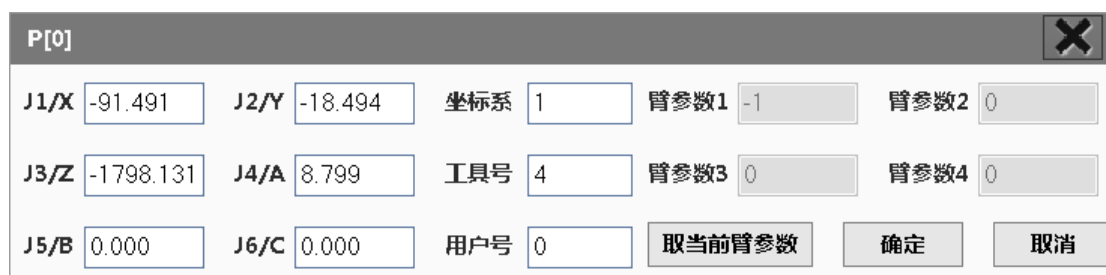 P[0]
J1/X -91.491 J2/Y -18.494 坐标系 1 臂参数1 -1 臂参数2 0
J3/Z -1798.131 J4/A 8.799 工具号 4 臂参数3 0 臂参数4 0
J5/B 0.000 J6/C 0.000 用户号 0 取当前臂参数 确定 取消